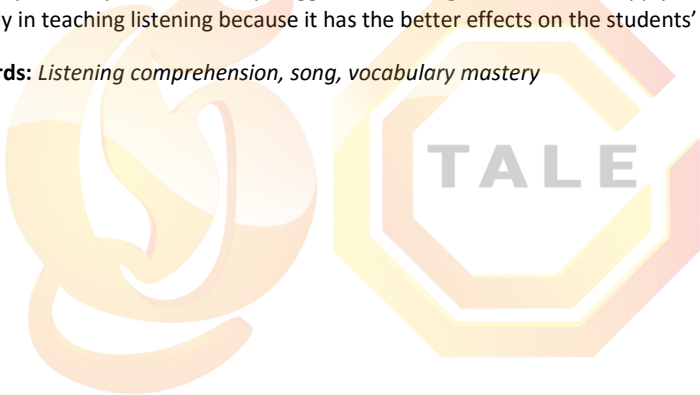 y in teaching listening because it has the better effects on the students’
rds: Listening comprehension, song, vocabulary mastery
TALE